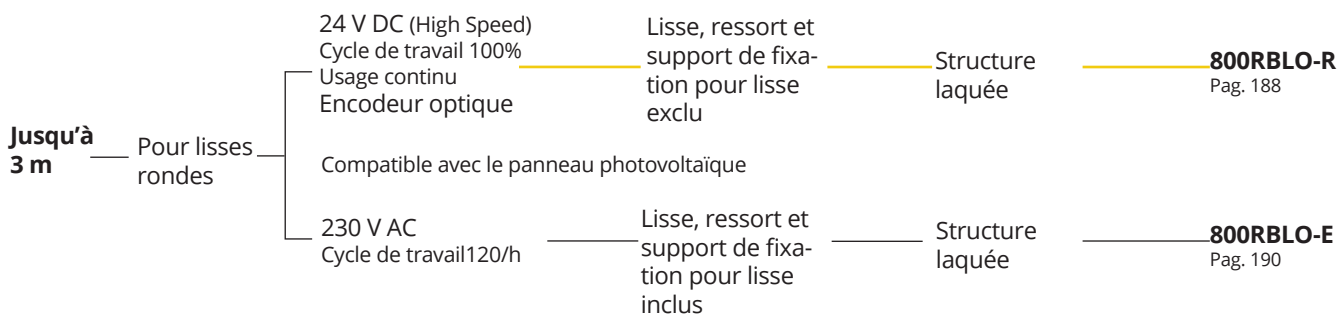 Jusqu'à
3 m
Pour lisses
rondes
24 V DC (High Speed)
Cycle de travail 100%
Usage continu
Encodeur optique
Lisse, ressort et
support de fixa-
tion pour lisse
exclu
Structure
laquée
800RBLO-R
Pag. 188
Compatible avec le panneau photovoltaïque
230 V AC
Cycle de travail120/h
Lisse, ressort et
support de fixa-
tion pour lisse
inclus
Structure
laquée
800RBLO-E
Pag. 190